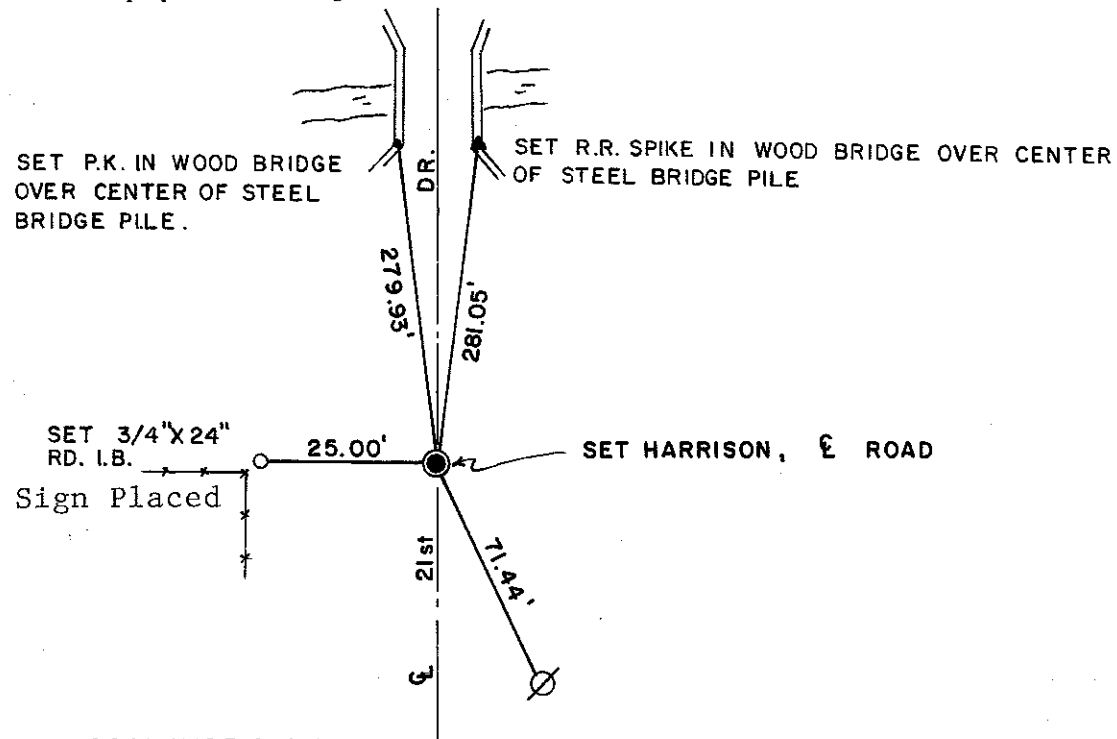 DR.
SET P.K. IN WOOD BRIDGE
OVER CENTER OF STEEL
BRIDGE PILE.
SET R.R. SPIKE IN WOOD BRIDGE OVER CENTER
OF STEEL BRIDGE PILE
279.93'
281.05'
SET 3/4"X 24"
RD. I.B.
Sign Placed
25.00'
SET HARRISON, ℄ ROAD
21st
71.44'
℄